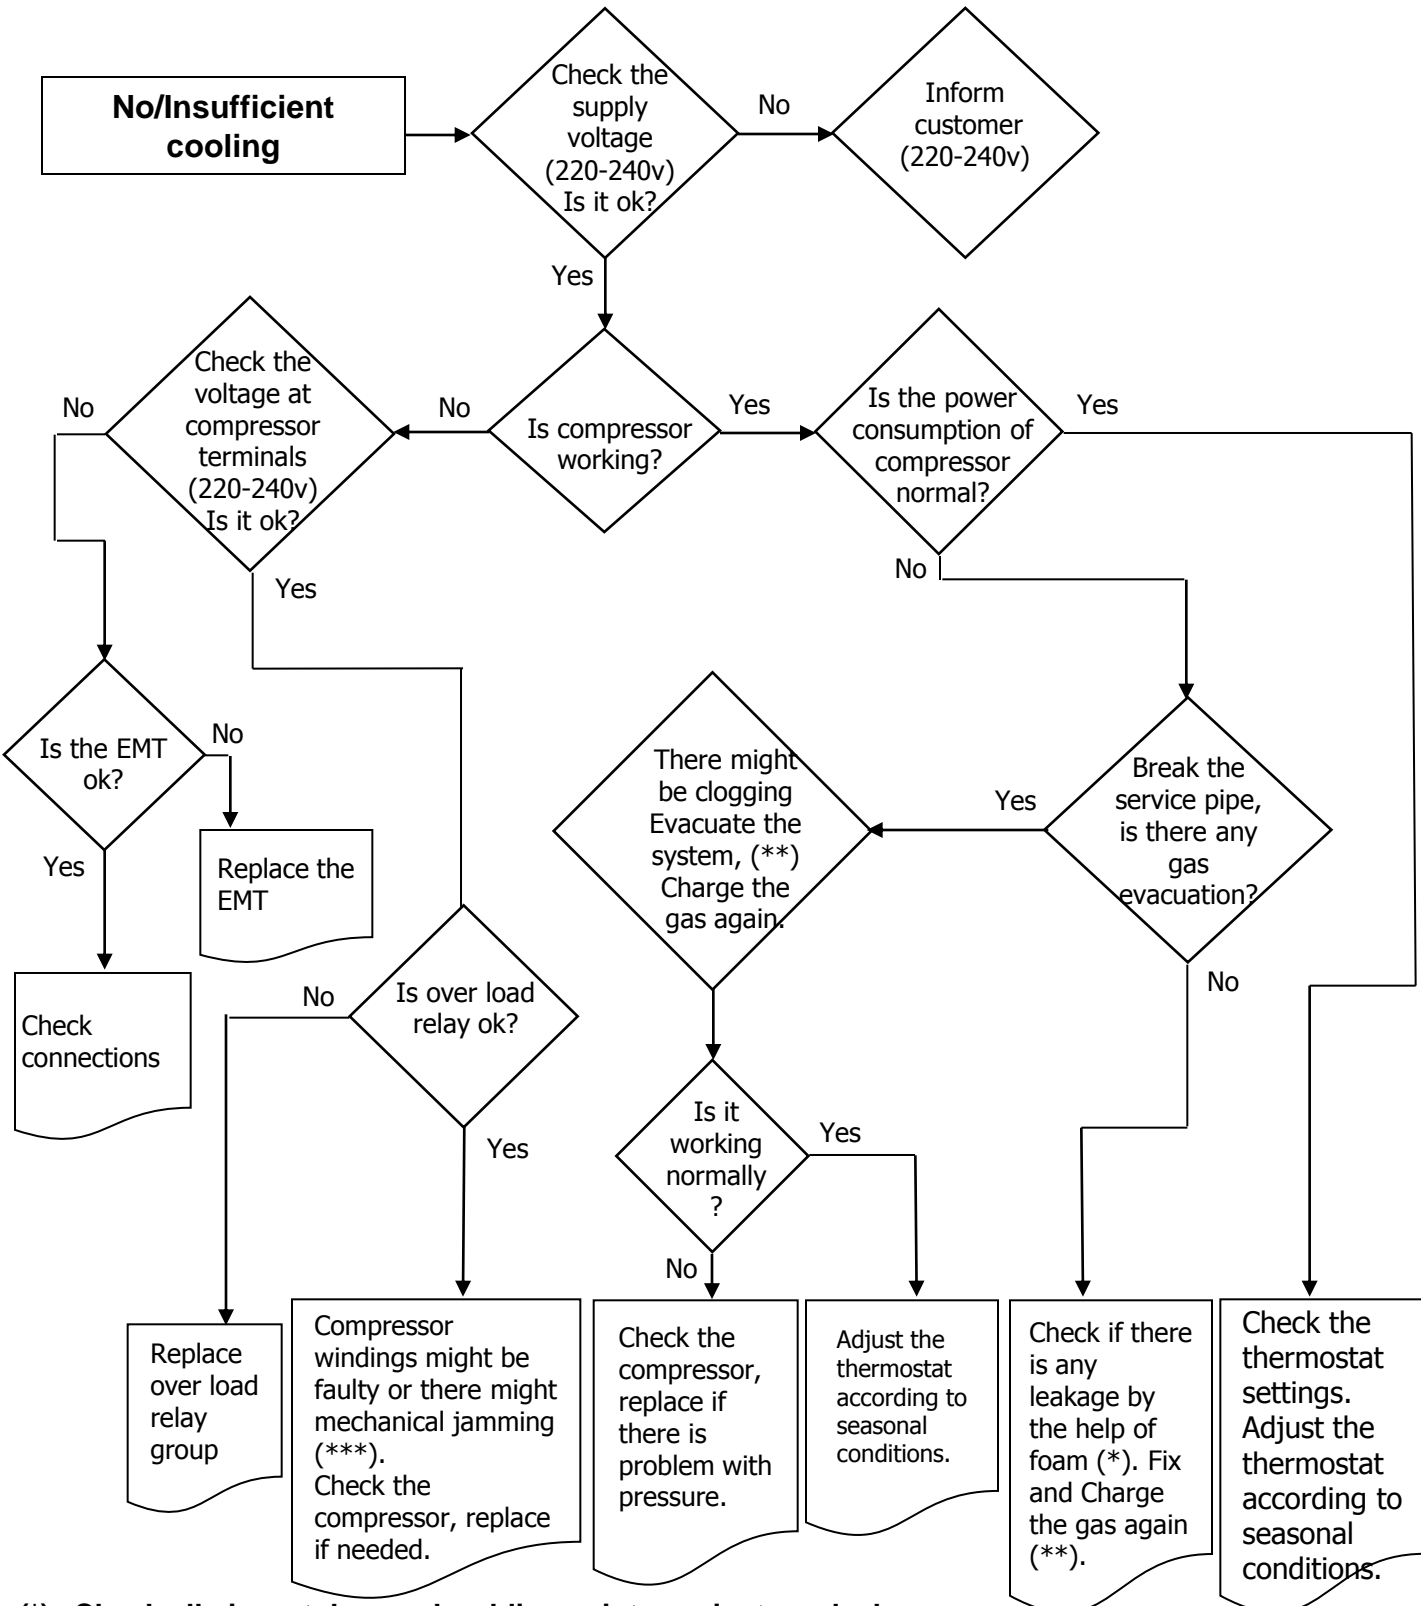 No/Insufficient
cooling
Check the
supply
voltage
(220-240v)
Is it ok?
No
Inform
customer
(220-240v)
Yes
Check the
voltage at
compressor
terminals
(220-240v)
Is it ok?
No
No
Is compressor
working?
Yes
Is the power
consumption of
compressor
normal?
Yes
No
Yes
Is the EMT
ok?
No
Yes
Replace the
EMT
Check
connections
There might
be clogging
Evacuate the
system, (**)
Charge the
gas again.
Yes
Break the
service pipe,
is there any
gas
evacuation?
No
No
Is over load
relay ok?
Yes
Is it
working
normally
?
Yes
No
Replace
over load
relay
group
Compressor
windings might be
faulty or there might
mechanical jamming
(***).
Check the
compressor, replace
if needed.
Check the
compressor,
replace if
there is
problem with
pressure.
Adjust the
thermostat
according to
seasonal
conditions.
Check if there
is any
leakage by
the help of
foam (*). Fix
and Charge
the gas again
(**).
Check the
thermostat
settings.
Adjust the
thermostat
according to
seasonal
conditions.